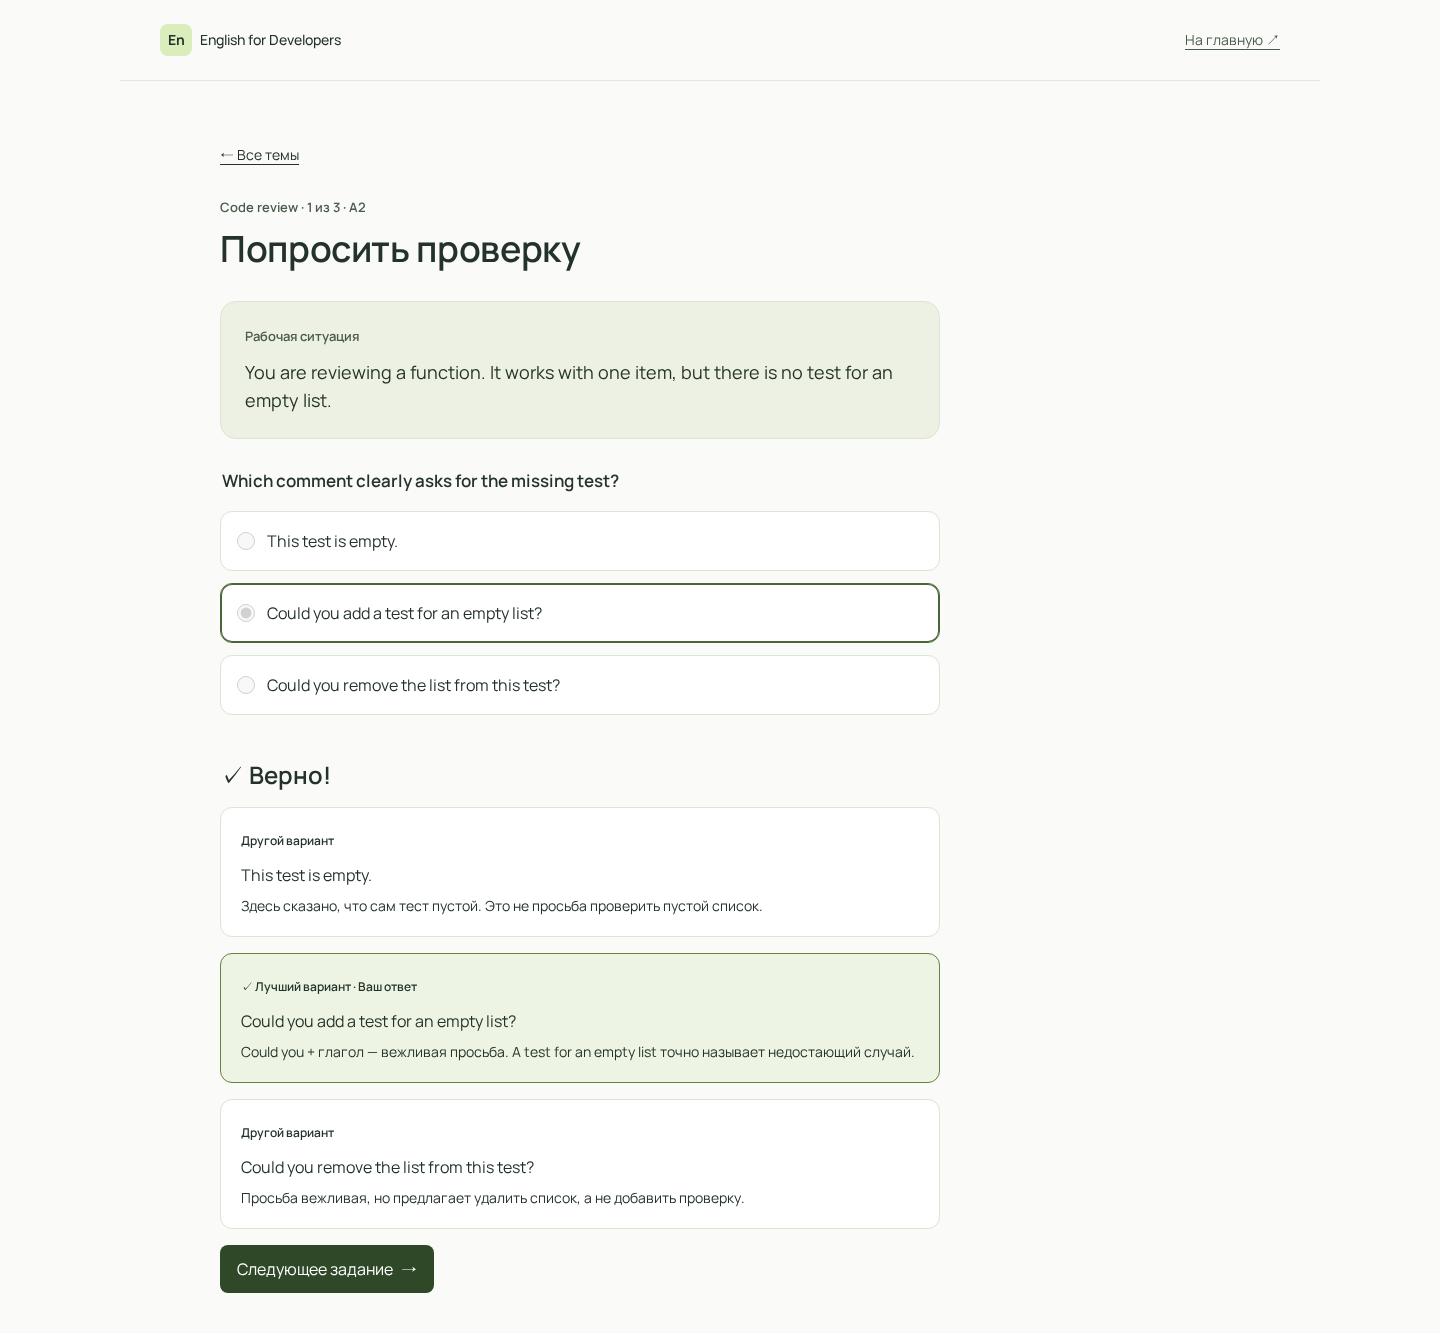 En English for Developers
На главную ↗
← Все темы
Code review · 1 из 3 · A2
Попросить проверку
Рабочая ситуация
You are reviewing a function. It works with one item, but there is no test for an
empty list.
Which comment clearly asks for the missing test?
This test is empty.
Could you add a test for an empty list?
Could you remove the list from this test?
✓ Верно!
Другой вариант
This test is empty.
Здесь сказано, что сам тест пустой. Это не просьба проверить пустой список.
✓ Лучший вариант · Ваш ответ
Could you add a test for an empty list?
Could you + глагол — вежливая просьба. A test for an empty list точно называет недостающий случай.
Другой вариант
Could you remove the list from this test?
Просьба вежливая, но предлагает удалить список, а не добавить проверку.
Следующее задание →